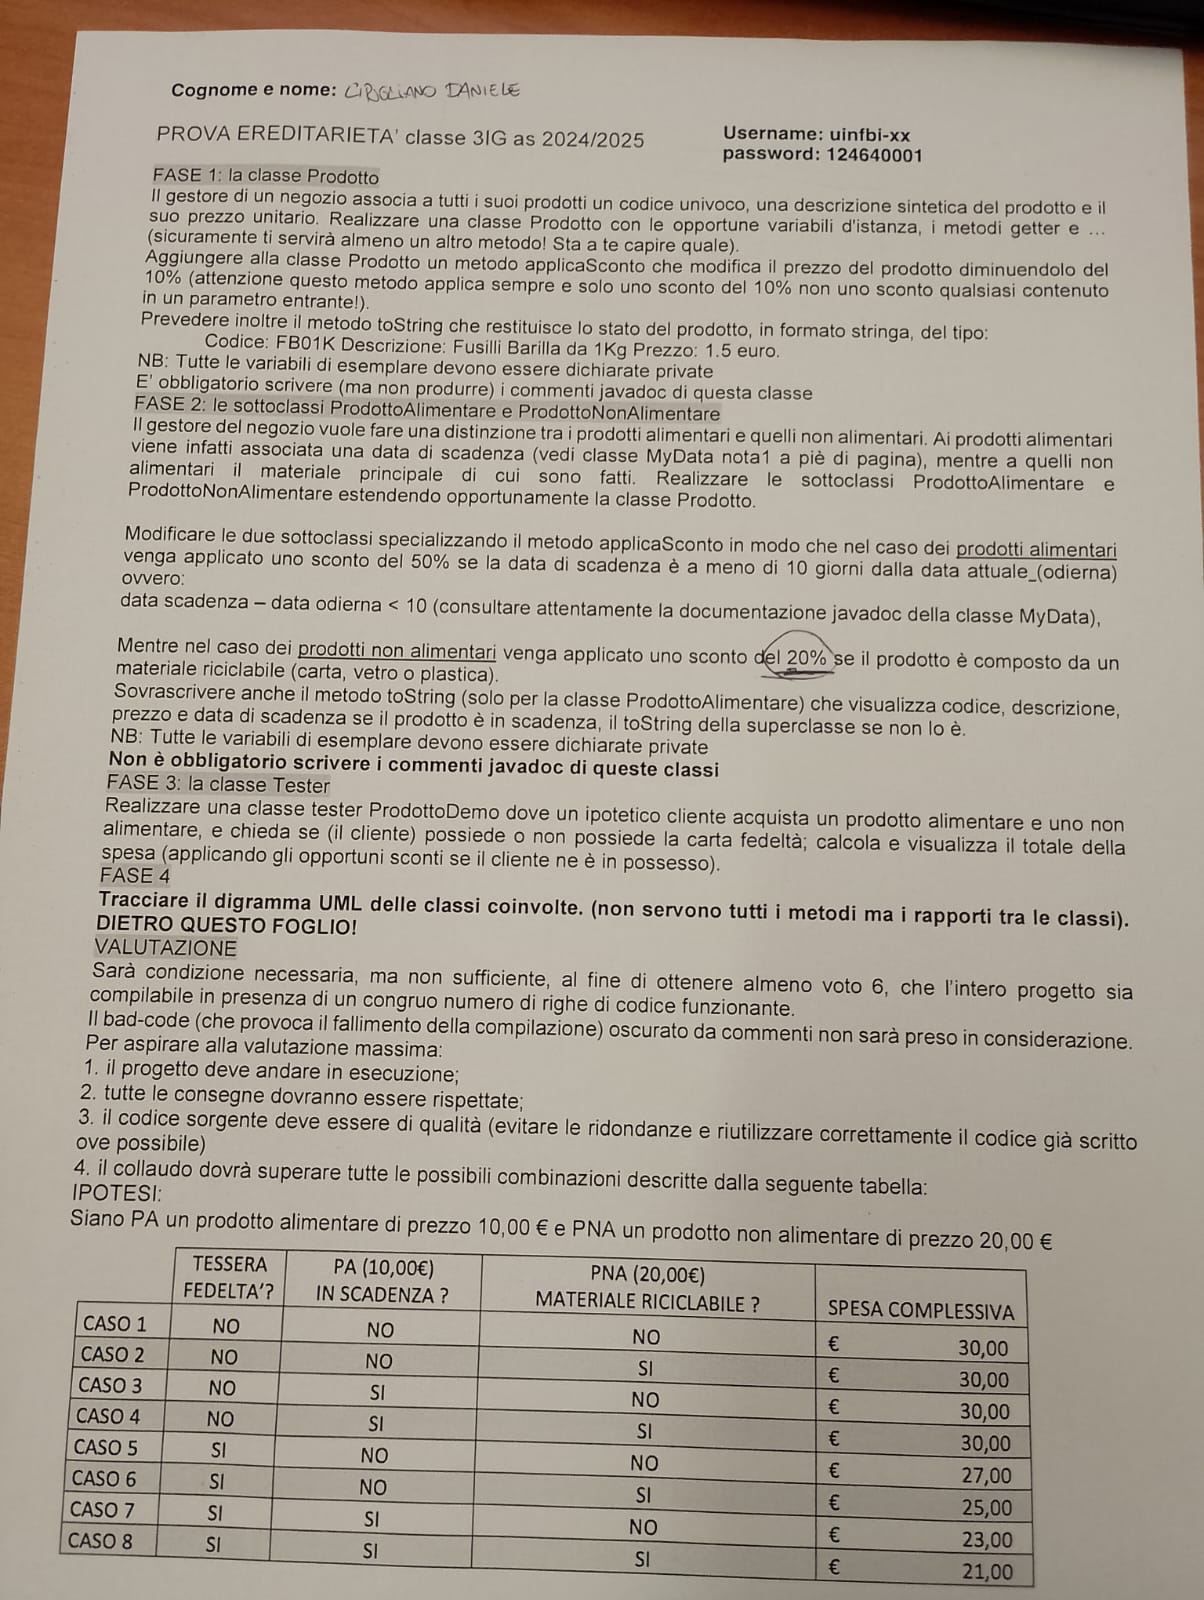 Cognome e nome: CIRIGLIANO DANIELE
PROVA EREDITARIETA' classe 3IG as 2024/2025
Username: uinfbi-xx
password: 124640001
FASE 1: la classe Prodotto
Il gestore di un negozio associa a tutti i suoi prodotti un codice univoco, una descrizione sintetica del prodotto e il
suo prezzo unitario. Realizzare una classe Prodotto con le opportune variabili d'istanza, i metodi getter e ...
(sicuramente ti servirà almeno un altro metodo! Sta a te capire quale).
Aggiungere alla classe Prodotto un metodo applicaSconto che modifica il prezzo del prodotto diminuendolo del
10% (attenzione questo metodo applica sempre e solo uno sconto del 10% non uno sconto qualsiasi contenuto
in un parametro entrante!).
Prevedere inoltre il metodo toString che restituisce lo stato del prodotto, in formato stringa, del tipo:
Codice: FB01K Descrizione: Fusilli Barilla da 1Kg Prezzo: 1.5 euro.
NB: Tutte le variabili di esemplare devono essere dichiarate private
E' obbligatorio scrivere (ma non produrre) i commenti javadoc di questa classe
FASE 2: le sottoclassi ProdottoAlimentare e ProdottoNonAlimentare
Il gestore del negozio vuole fare una distinzione tra i prodotti alimentari e quelli non alimentari. Ai prodotti alimentari
viene infatti associata una data di scadenza (vedi classe MyData nota1 a piè di pagina), mentre a quelli non
alimentari il materiale principale di cui sono fatti. Realizzare le sottoclassi ProdottoAlimentare e
ProdottoNonAlimentare estendendo opportunamente la classe Prodotto.
Modificare le due sottoclassi specializzando il metodo applicaSconto in modo che nel caso dei prodotti alimentari
venga applicato uno sconto del 50% se la data di scadenza è a meno di 10 giorni dalla data attuale_(odierna)
ovvero:
data scadenza – data odierna < 10 (consultare attentamente la documentazione javadoc della classe MyData),
Mentre nel caso dei prodotti non alimentari venga applicato uno sconto del 20% se il prodotto è composto da un
materiale riciclabile (carta, vetro o plastica).
Sovrascrivere anche il metodo toString (solo per la classe ProdottoAlimentare) che visualizza codice, descrizione,
prezzo e data di scadenza se il prodotto è in scadenza, il toString della superclasse se non lo è.
NB: Tutte le variabili di esemplare devono essere dichiarate private
Non è obbligatorio scrivere i commenti javadoc di queste classi
FASE 3: la classe Tester
Realizzare una classe tester ProdottoDemo dove un ipotetico cliente acquista un prodotto alimentare e uno non
alimentare, e chieda se (il cliente) possiede o non possiede la carta fedeltà; calcola e visualizza il totale della
spesa (applicando gli opportuni sconti se il cliente ne è in possesso).
FASE 4
Tracciare il digramma UML delle classi coinvolte. (non servono tutti i metodi ma i rapporti tra le classi).
DIETRO QUESTO FOGLIO!
VALUTAZIONE
Sarà condizione necessaria, ma non sufficiente, al fine di ottenere almeno voto 6, che l'intero progetto sia
compilabile in presenza di un congruo numero di righe di codice funzionante.
Il bad-code (che provoca il fallimento della compilazione) oscurato da commenti non sarà preso in considerazione.
Per aspirare alla valutazione massima:
1. il progetto deve andare in esecuzione;
2. tutte le consegne dovranno essere rispettate;
3. il codice sorgente deve essere di qualità (evitare le ridondanze e riutilizzare correttamente il codice già scritto
ove possibile)
4. il collaudo dovrà superare tutte le possibili combinazioni descritte dalla seguente tabella:
IPOTESI:
Siano PA un prodotto alimentare di prezzo 10,00 € e PNA un prodotto non alimentare di prezzo 20,00 €
TESSERA FEDELTA'? PA (10,00€) IN SCADENZA ? PNA (20,00€) MATERIALE RICICLABILE ? SPESA COMPLESSIVA
CASO 1 NO NO NO € 30,00
CASO 2 NO NO SI € 30,00
CASO 3 NO SI NO € 30,00
CASO 4 NO SI SI € 30,00
CASO 5 SI NO NO € 27,00
CASO 6 SI NO SI € 25,00
CASO 7 SI SI NO € 23,00
CASO 8 SI SI SI € 21,00